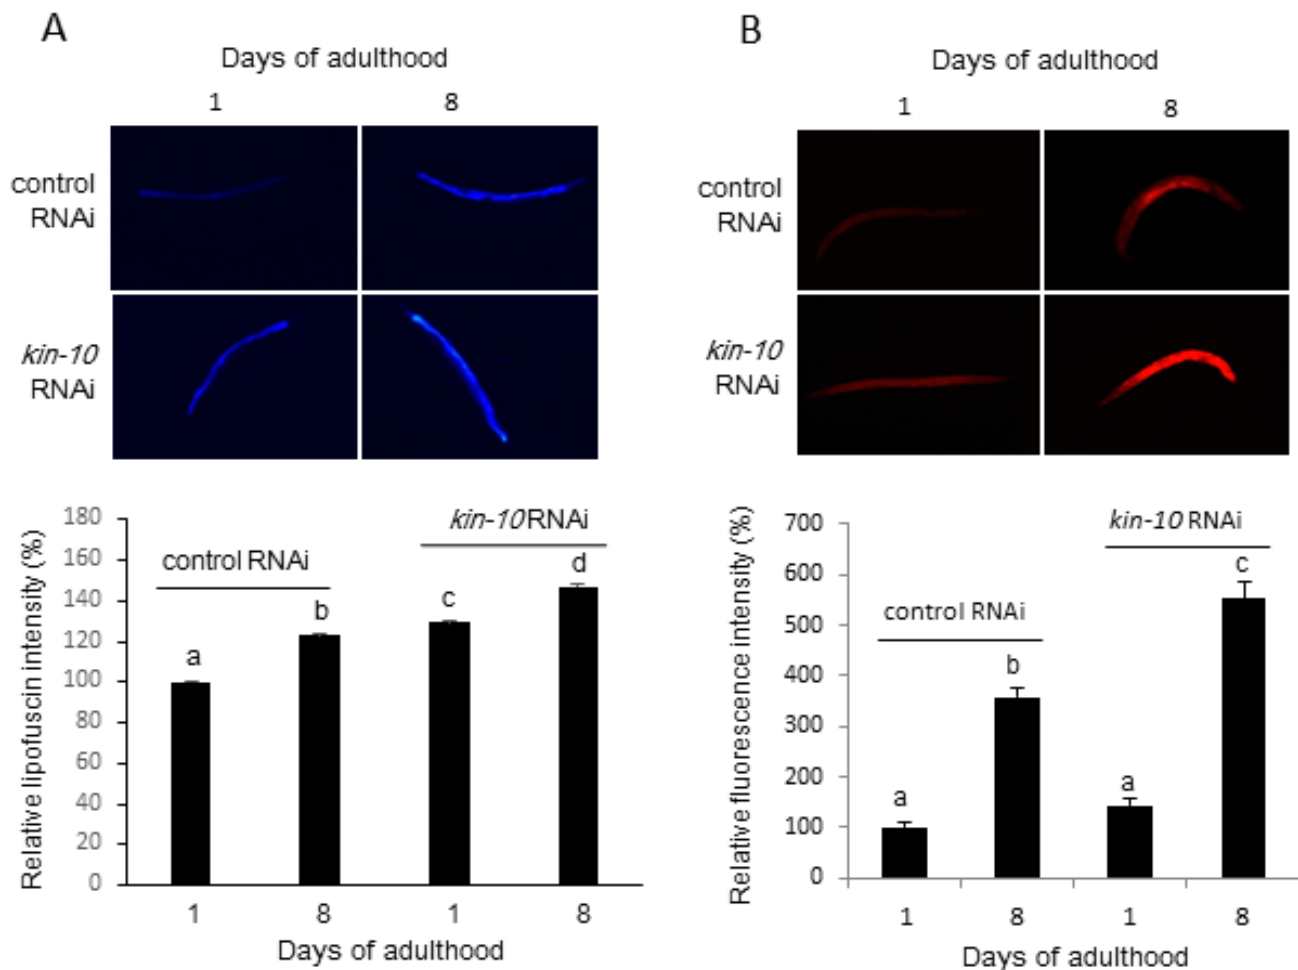 A
Days of adulthood
1 8
control
RNAi
kin-10
RNAi
180
160
140
120
100
80
60
40
20
0
Relative lipofuscin intensity (%)
control RNAi
kin-10 RNAi
a
b
c
d
1 8 1 8
Days of adulthood
B
Days of adulthood
1 8
control
RNAi
kin-10
RNAi
700
600
500
400
300
200
100
0
Relative fluorescence intensity (%)
control RNAi
kin-10 RNAi
a
b
a
c
1 8 1 8
Days of adulthood